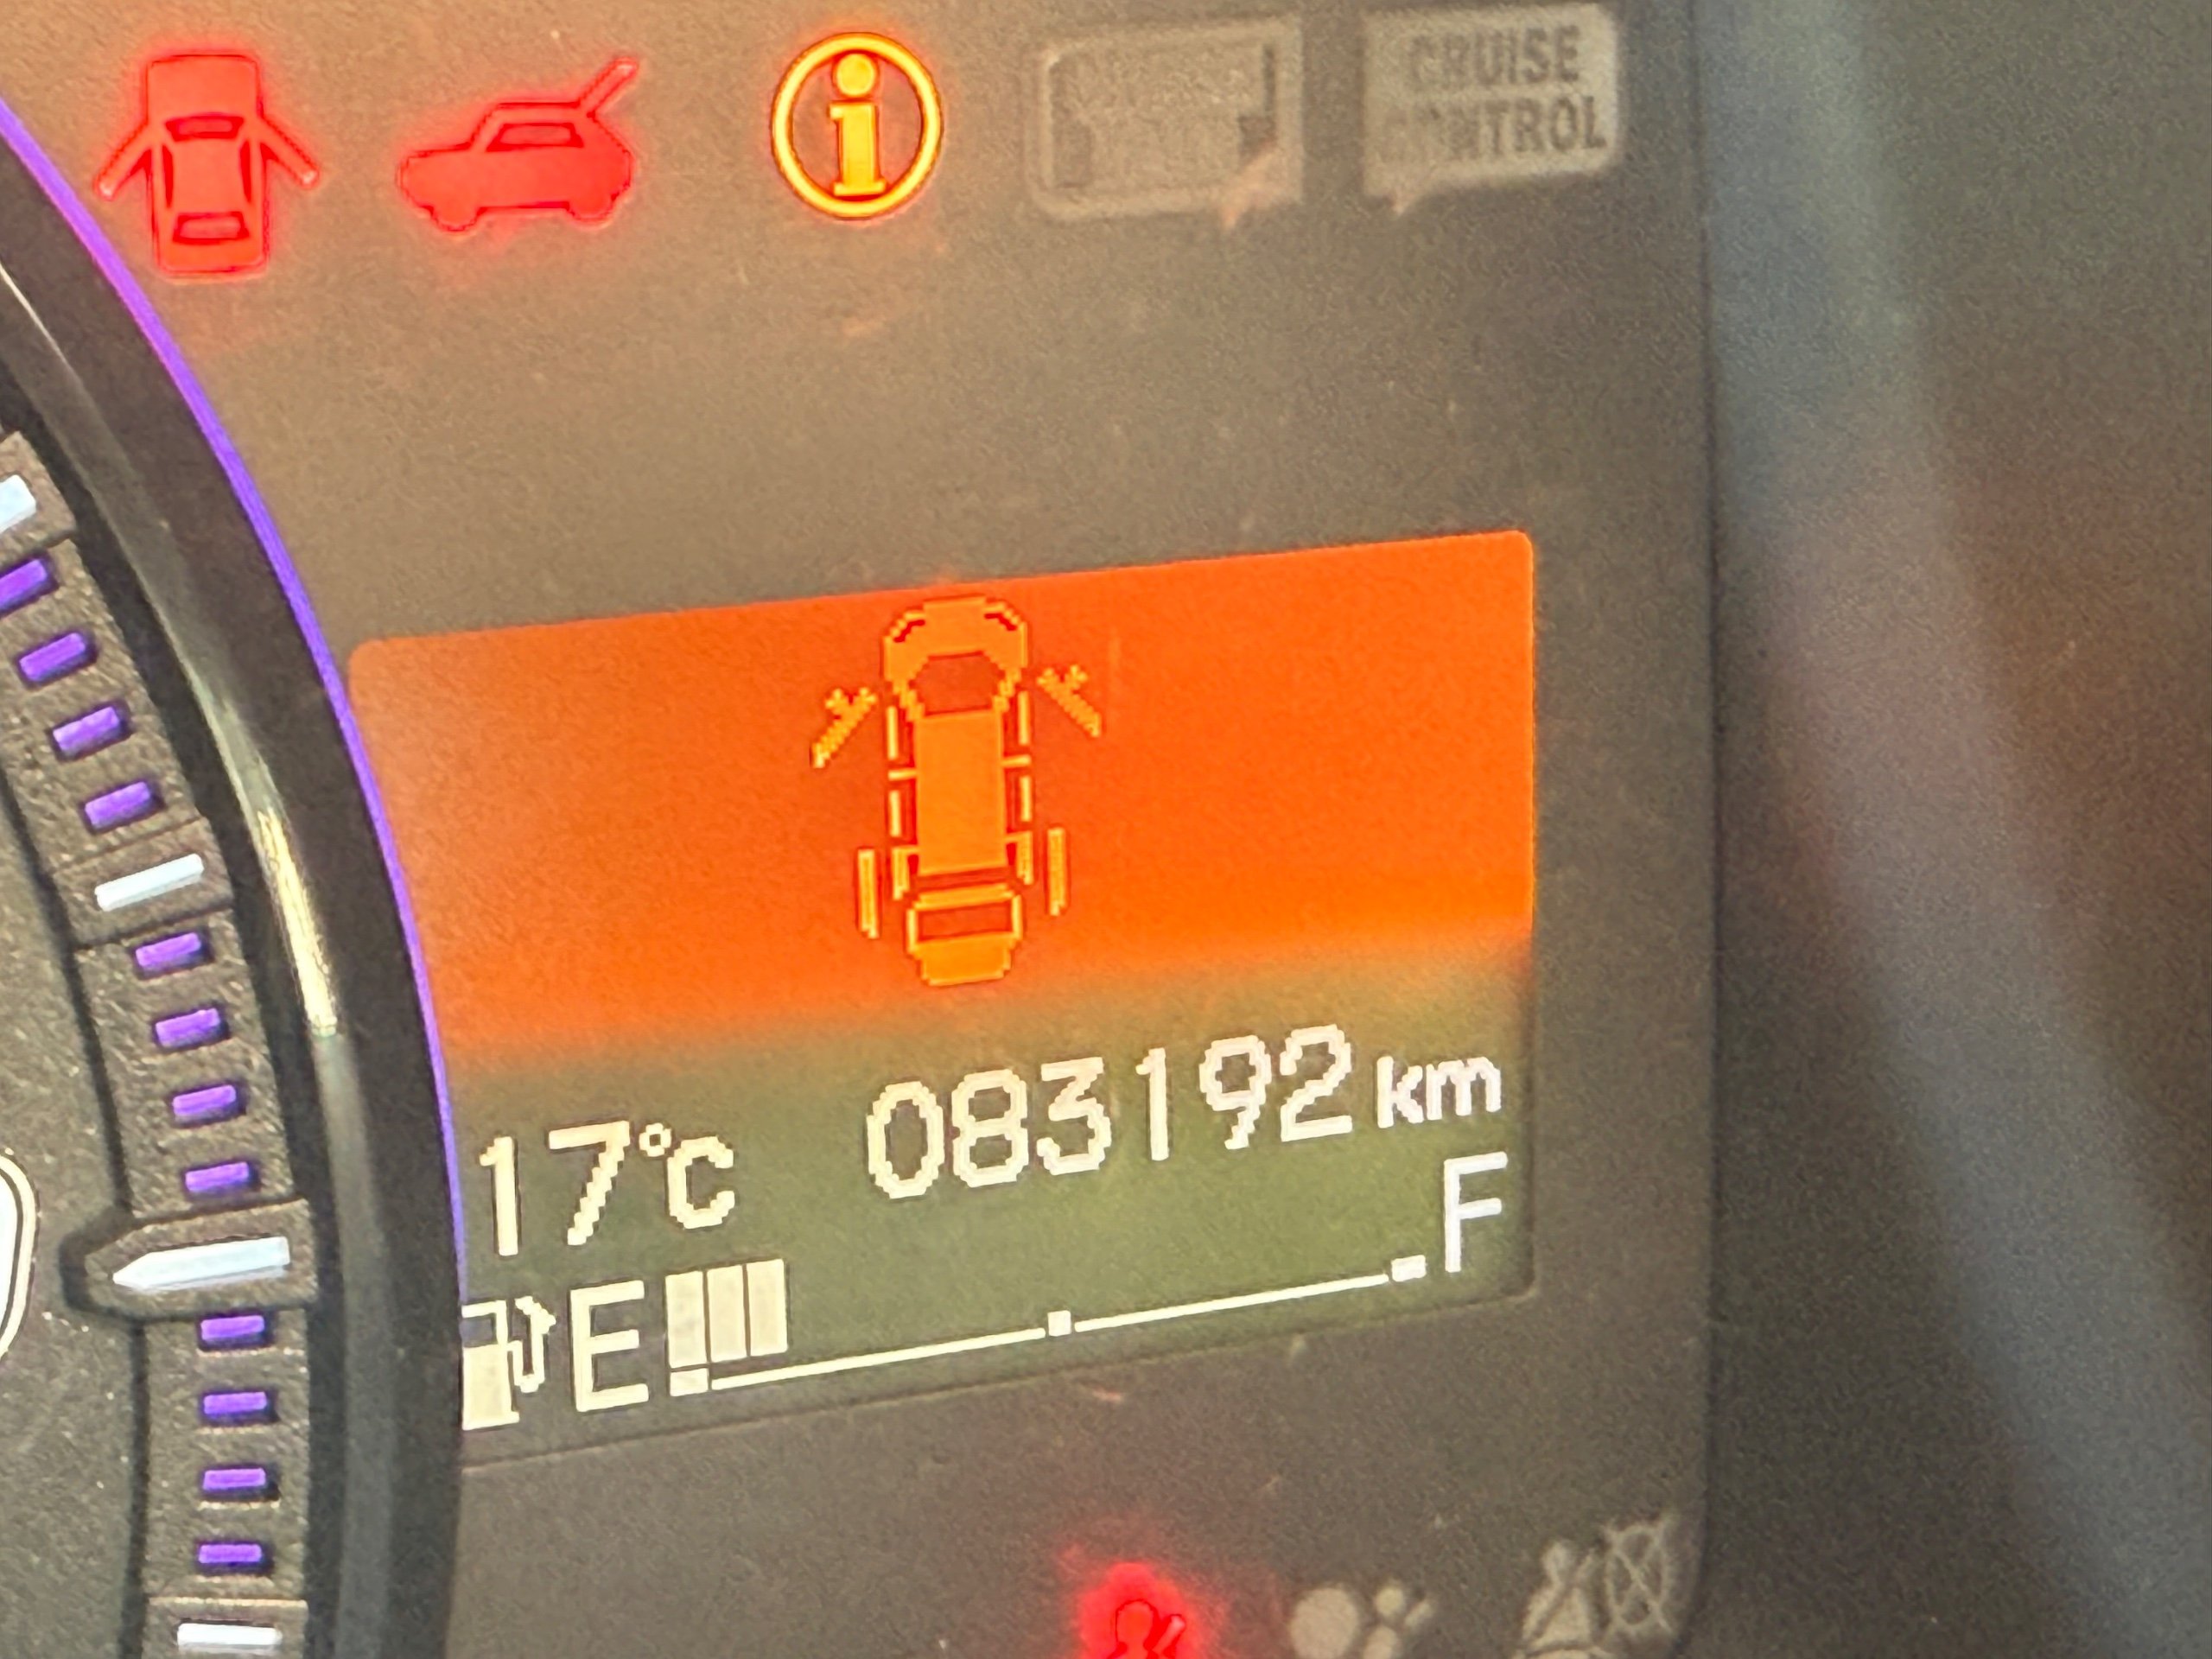 CRUISE
CONTROL
17°C 083192 km
E F